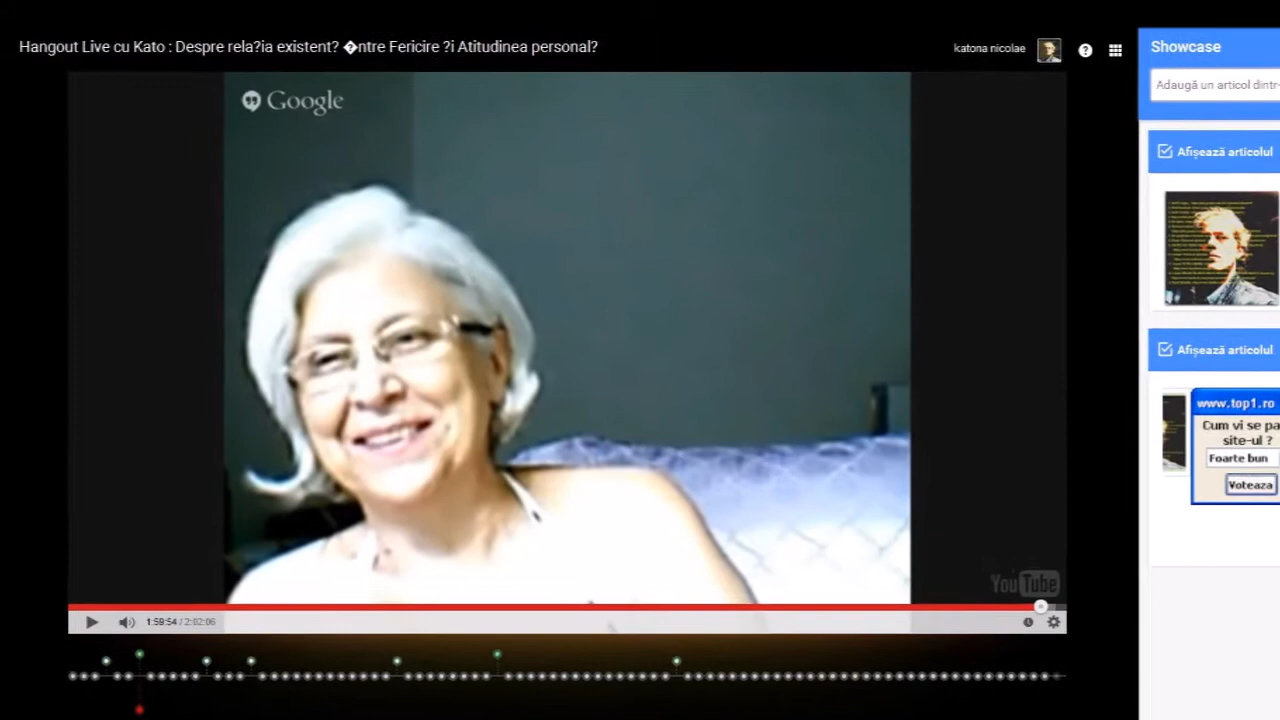 Hangout Live cu Kato : Despre rela?ia existent? �ntre Fericire ?i Atitudinea personal?
katona nicolae
Showcase
Adaugă un articol dintr-
Google
Afișează articolul
Afișează articolul
www.top1.ro
Cum vi se pa
site-ul ?
Foarte bun
Voteaza
YouTube
1:59:54 / 2:02:06